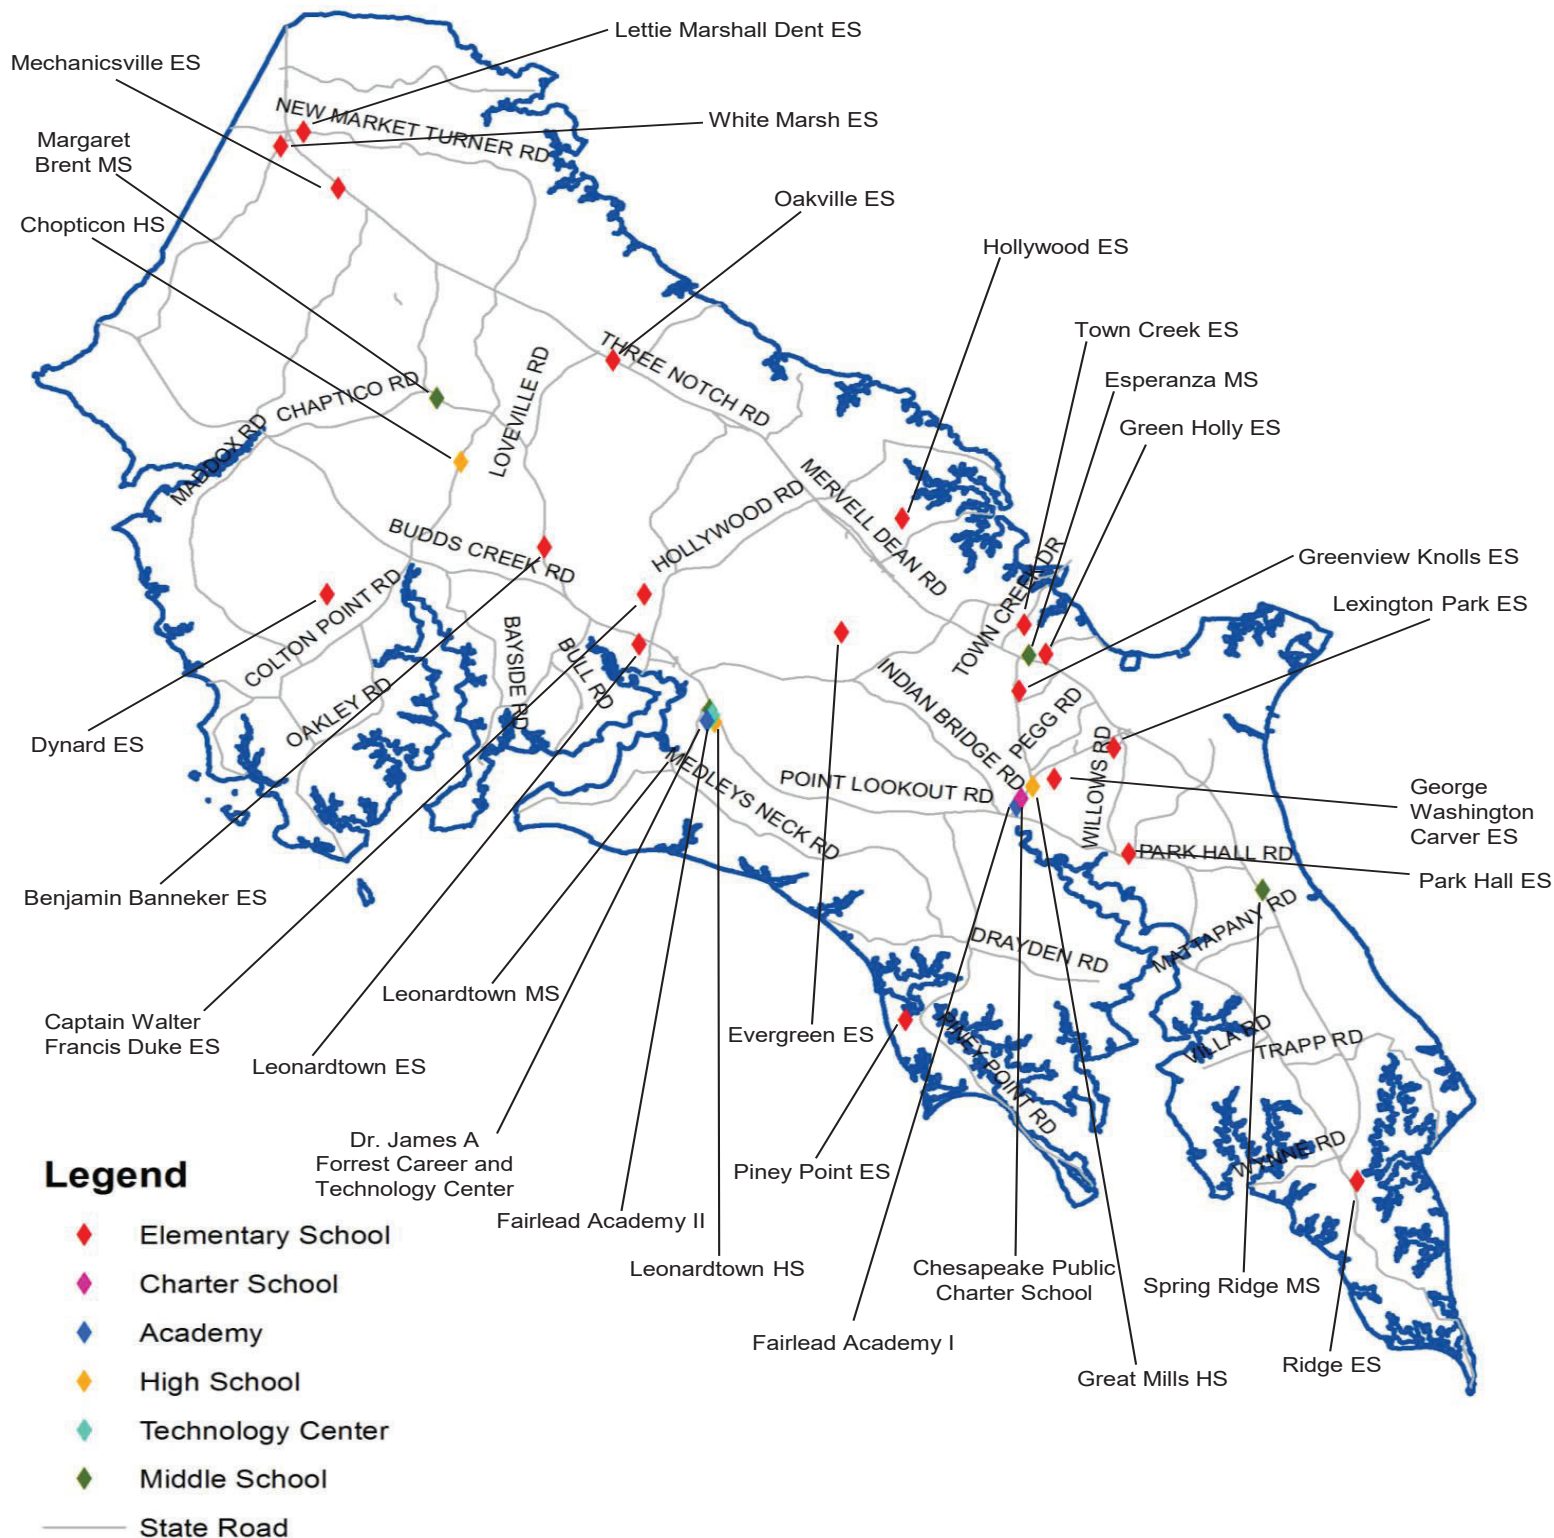 Lettie Marshall Dent ES
Mechanicsville ES
NEW MARKET TURNER RD
White Marsh ES
Margaret
Brent MS
Oakville ES
Chopticon HS
Hollywood ES
Town Creek ES
THREE NOTCH RD
LOVEVILLE RD
Esperanza MS
CHAPTICO RD
Green Holly ES
MADDOX RD
MERVELL DEAN RD
HOLLYWOOD RD
BUDDS CREEK RD
TOWN CREEK DR
Greenview Knolls ES
Lexington Park ES
COLTON POINT RD
BAYSIDE RD
BULL RD
INDIAN BRIDGE RD
PEGG RD
OAKLEY RD
Dynard ES
WILLOWS RD
MEDLEYS NECK RD
POINT LOOKOUT RD
George
Washington
Carver ES
PARK HALL RD
Park Hall ES
Benjamin Banneker ES
MATTAPANY RD
DRAYDEN RD
Leonardtown MS
Captain Walter
Francis Duke ES
Evergreen ES
PINEY POINT RD
VILLA RD
TRAPP RD
Leonardtown ES
Dr. James A
Forrest Career and
Technology Center
Piney Point ES
WYNNE RD
Fairlead Academy II
Leonardtown HS
Chesapeake Public
Charter School
Spring Ridge MS
Fairlead Academy I
Great Mills HS
Ridge ES
Legend
Elementary School
Charter School
Academy
High School
Technology Center
Middle School
State Road